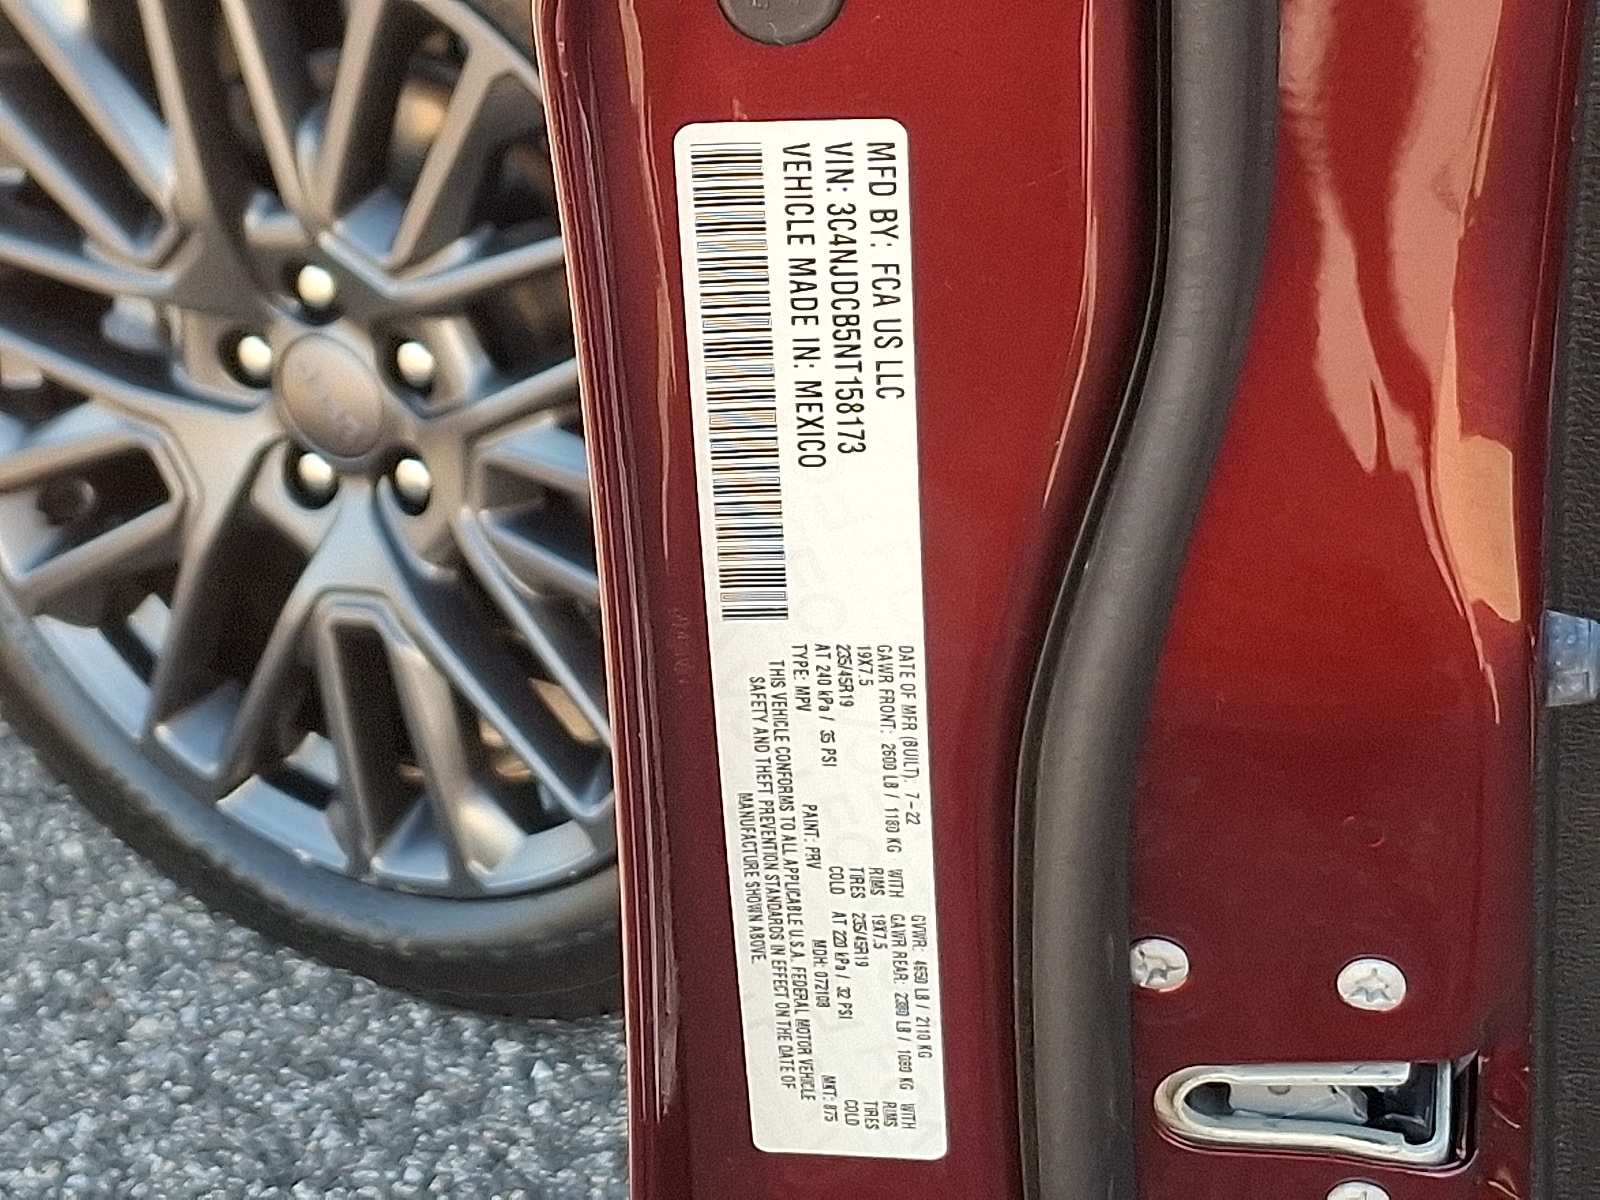 MFD BY: FCA US LLC
VIN: 3C4NJDCB5NT158173
VEHICLE MADE IN: MEXICO
DATE OF MFR (BUILT): 7-22 GVWR: 4650 LB / 2110 KG
GAWR FRONT: 2600 LB / 1180 KG WITH GAWR REAR: 2380 LB / 1080 KG WITH
19X7.5 RIMS 19X7.5 RIMS
235/45R19 TIRES 235/45R19 TIRES
AT 240 kPa / 35 PSI COLD AT 220 kPa / 32 PSI COLD
TYPE: MPV PAINT: PRV MDH: 072108 MKT: 875
THIS VEHICLE CONFORMS TO ALL APPLICABLE U.S.A. FEDERAL MOTOR VEHICLE
SAFETY AND THEFT PREVENTION STANDARDS IN EFFECT ON THE DATE OF
MANUFACTURE SHOWN ABOVE.